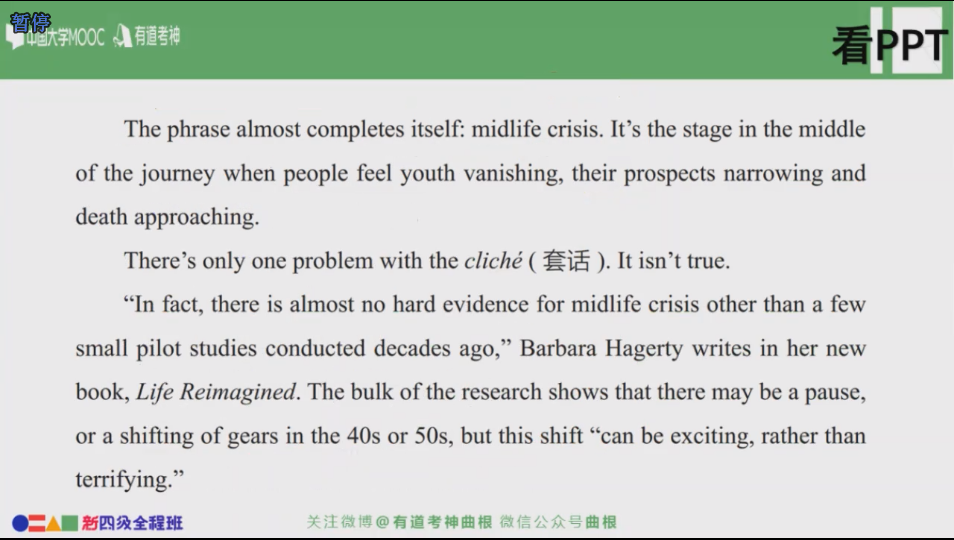 暂停
中国大学MOOC 有道考神
看PPT
The phrase almost completes itself: midlife crisis. It’s the stage in the middle
of the journey when people feel youth vanishing, their prospects narrowing and
death approaching.
There’s only one problem with the cliché ( 套话 ). It isn’t true.
“In fact, there is almost no hard evidence for midlife crisis other than a few
small pilot studies conducted decades ago,” Barbara Hagerty writes in her new
book, Life Reimagined. The bulk of the research shows that there may be a pause,
or a shifting of gears in the 40s or 50s, but this shift “can be exciting, rather than
terrifying.”
新四级全程班
关注微博@有道考神曲根 微信公众号曲根